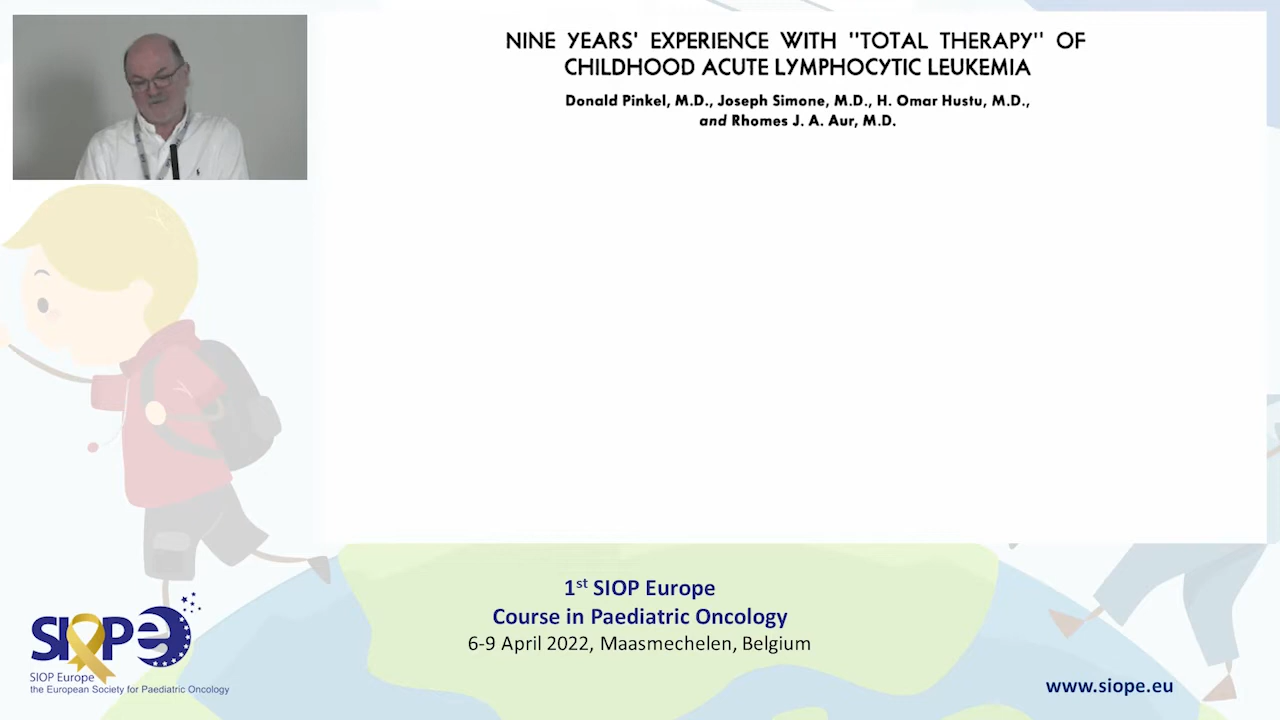 NINE YEARS' EXPERIENCE WITH "TOTAL THERAPY" OF
CHILDHOOD ACUTE LYMPHOCYTIC LEUKEMIA
Donald Pinkel, M.D., Joseph Simone, M.D., H. Omar Hustu, M.D.,
and Rhomes J. A. Aur, M.D.
1st SIOP Europe
Course in Paediatric Oncology
6-9 April 2022, Maasmechelen, Belgium
SIOPe
SIOP Europe
the European Society for Paediatric Oncology
www.siope.eu